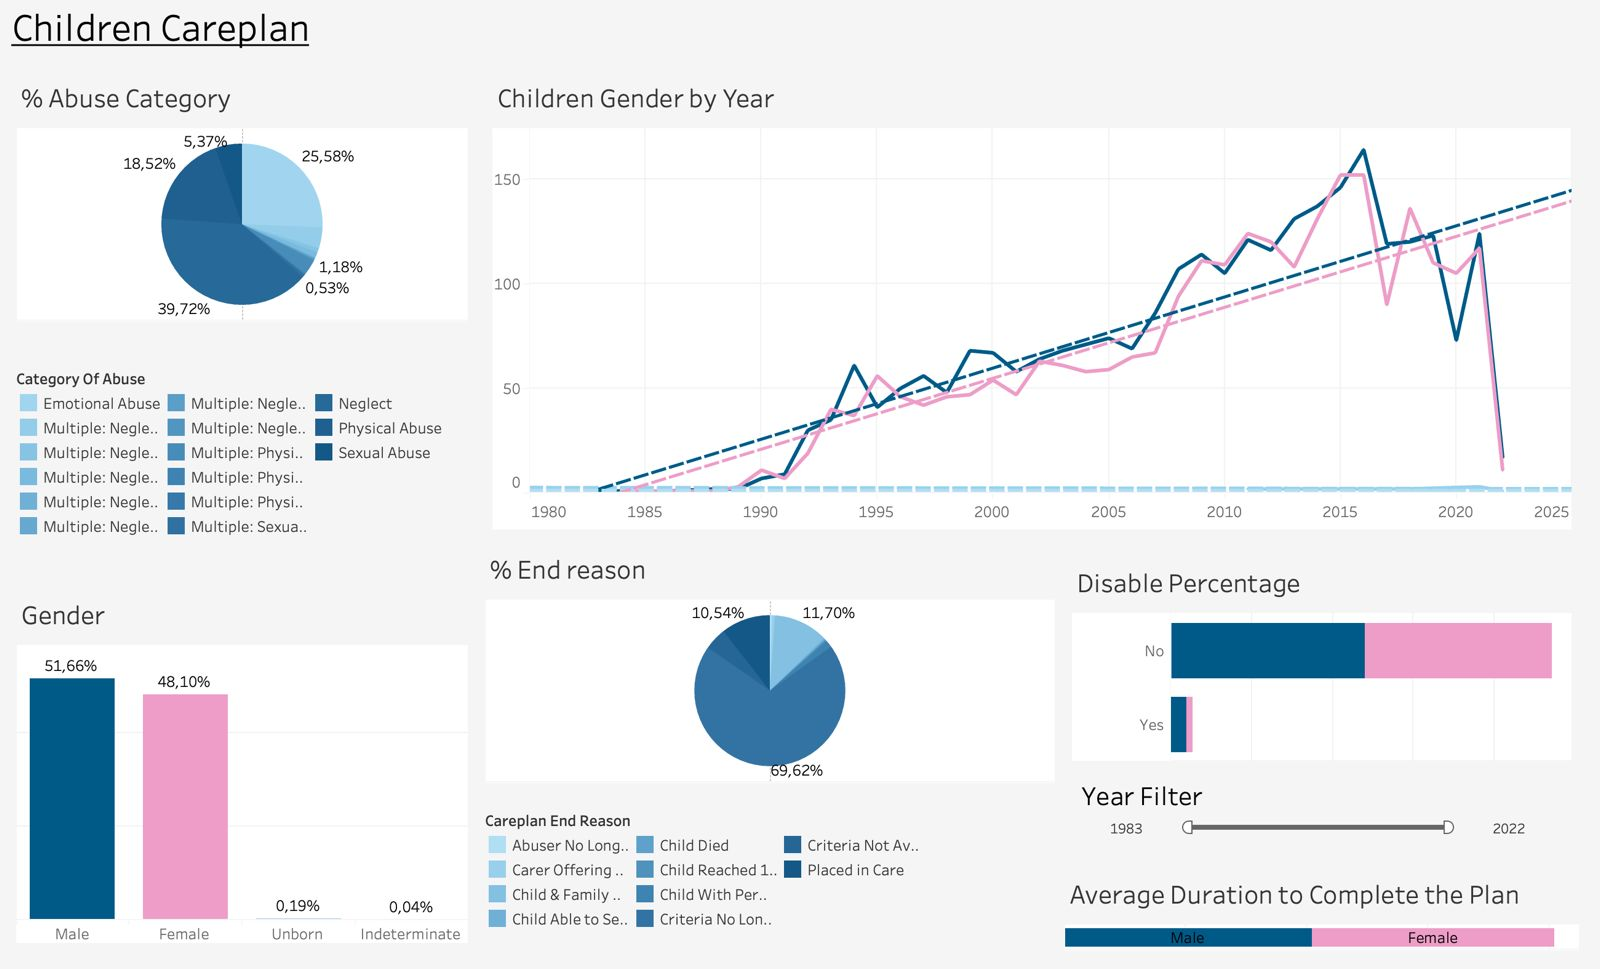 Children Careplan
% Abuse Category
5,37%
25,58%
18,52%
1,18%
0,53%
39,72%
Category Of Abuse
Emotional Abuse
Multiple: Negle..
Multiple: Negle..
Multiple: Negle..
Multiple: Negle..
Multiple: Negle..
Multiple: Negle..
Multiple: Negle..
Multiple: Physi..
Multiple: Physi..
Multiple: Physi..
Multiple: Sexua..
Neglect
Physical Abuse
Sexual Abuse
Children Gender by Year
150
100
50
0
1980 1985 1990 1995 2000 2005 2010 2015 2020 2025
Gender
51,66%
48,10%
0,19%
0,04%
Male Female Unborn Indeterminate
% End reason
10,54%
11,70%
69,62%
Careplan End Reason
Abuser No Long..
Carer Offering ..
Child & Family ..
Child Able to Se..
Child Died
Child Reached 1..
Child With Per..
Criteria No Lon..
Criteria Not Av..
Placed in Care
Disable Percentage
No
Yes
Year Filter
1983 2022
Average Duration to Complete the Plan
Male Female